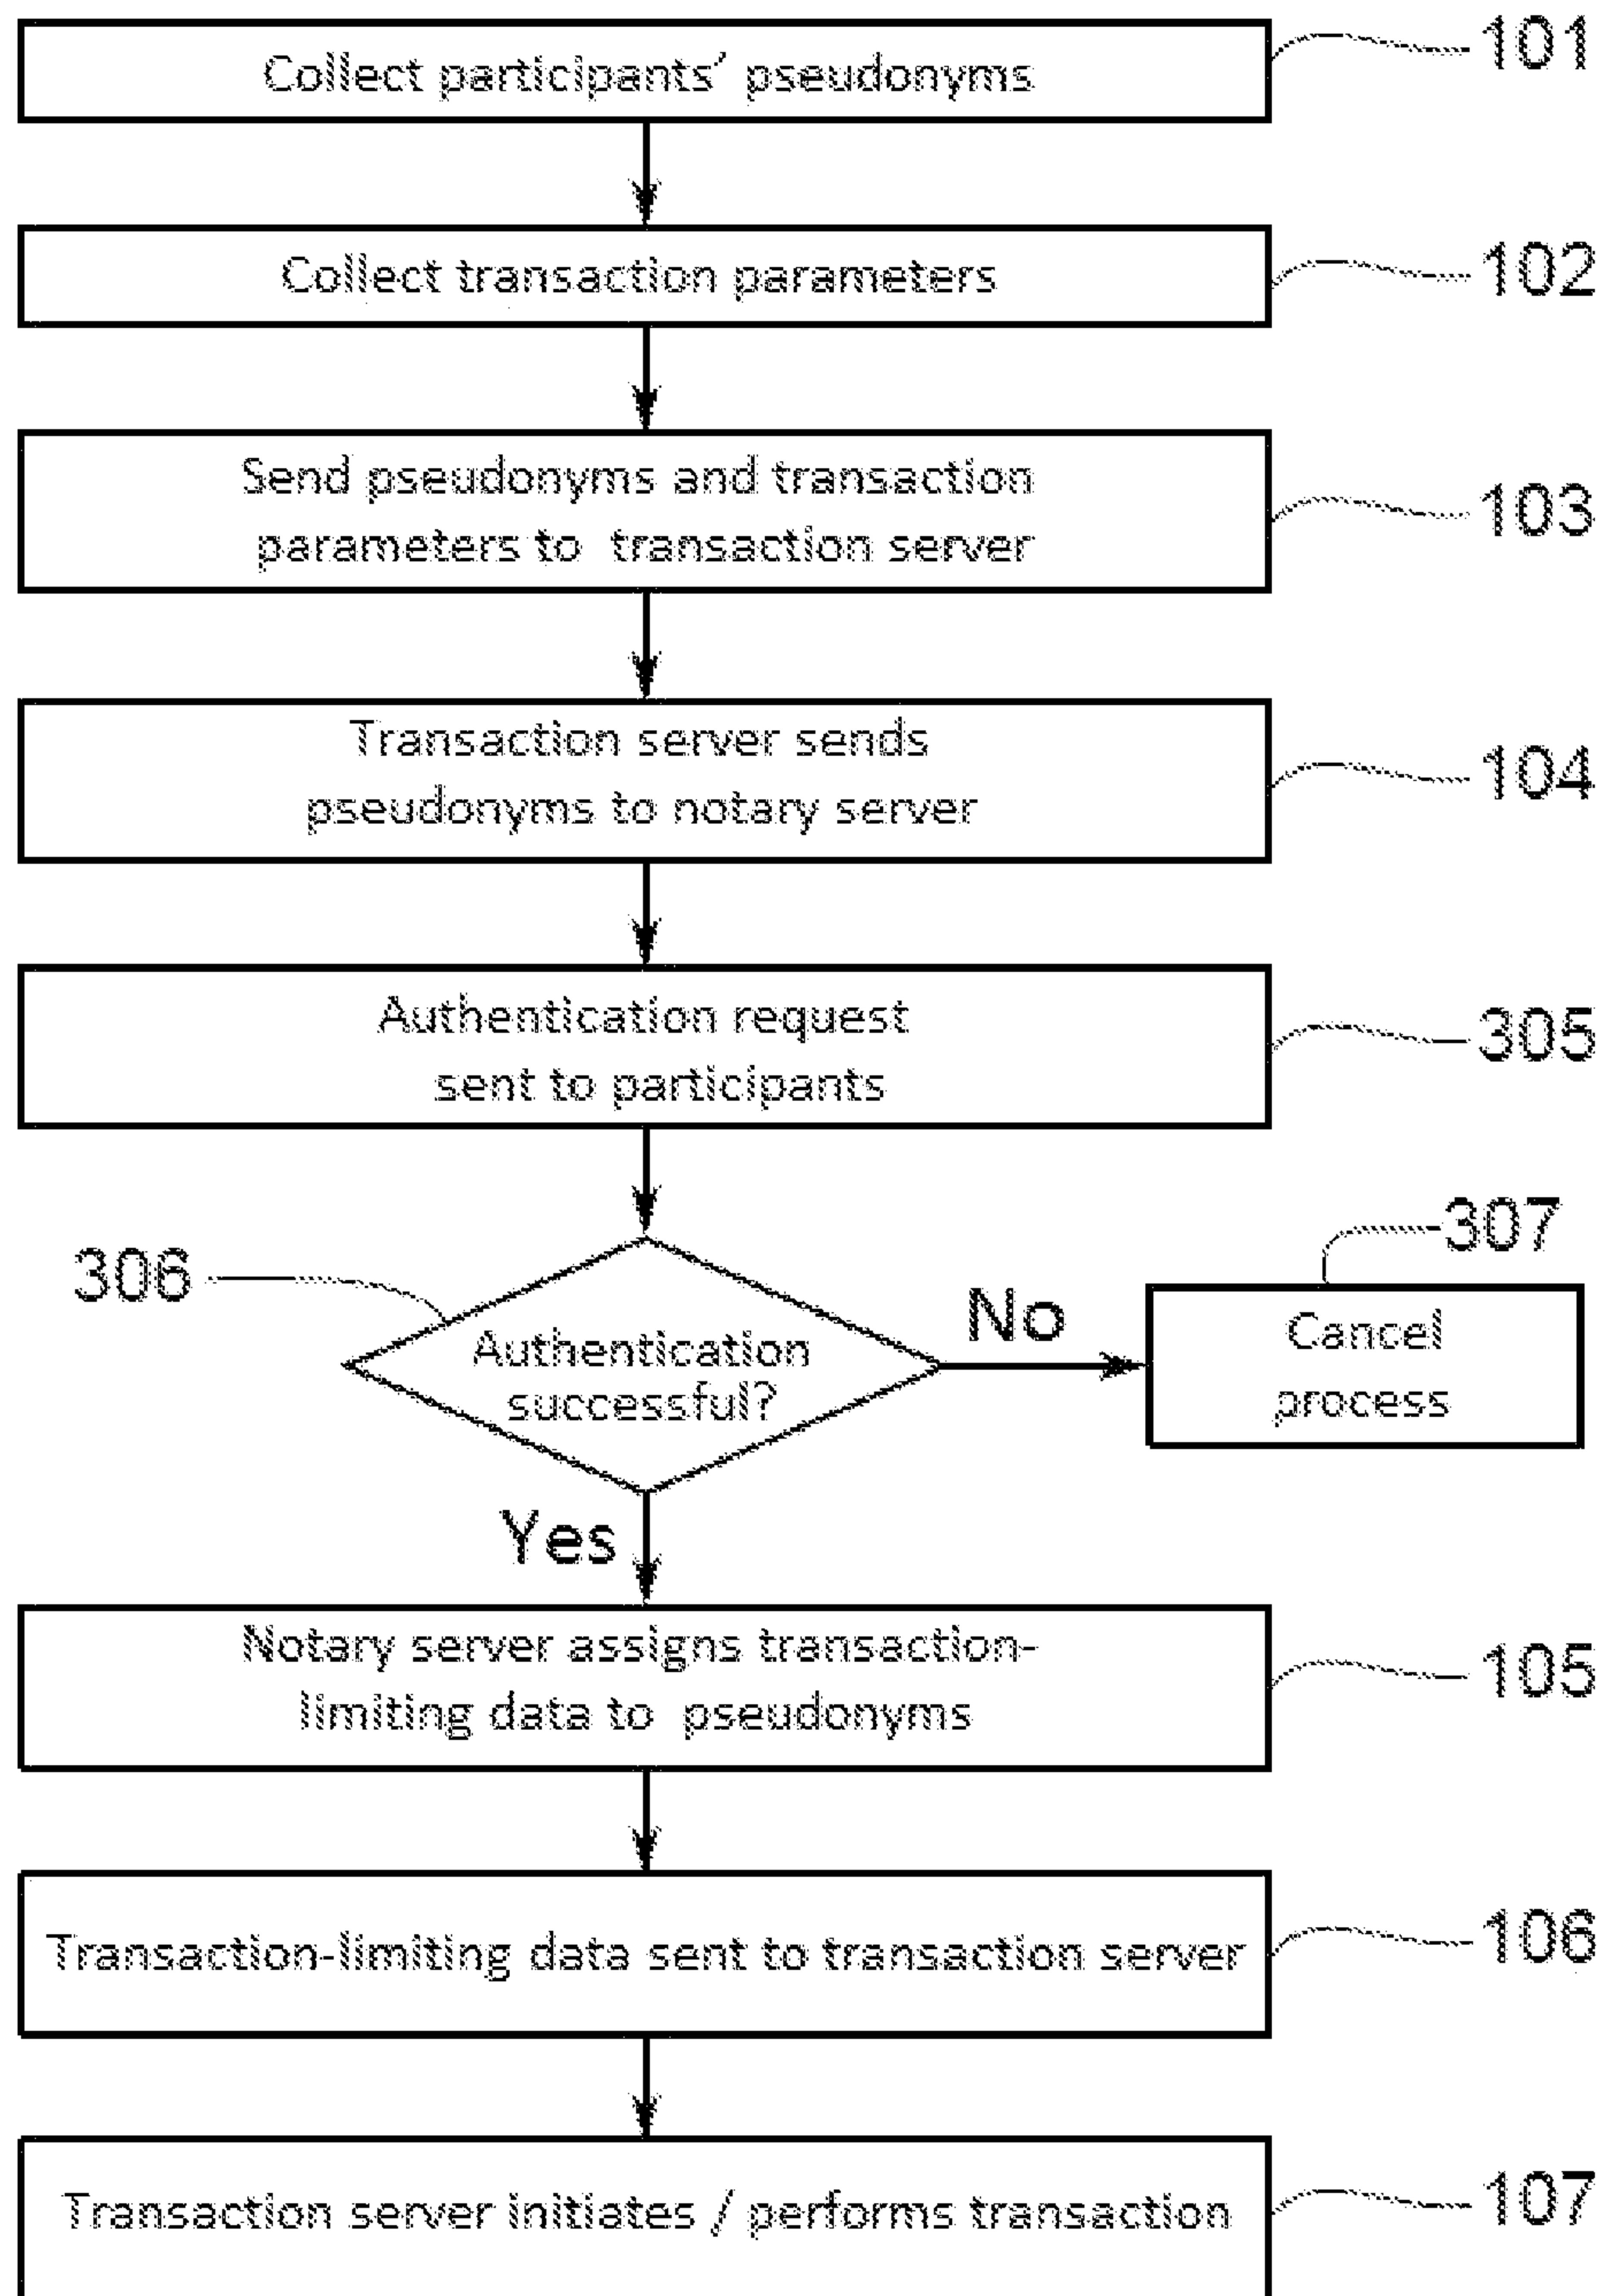 Collect participants’ pseudonyms
101
Collect transaction parameters
102
Send pseudonyms and transaction
parameters to transaction server
103
Transaction server sends
pseudonyms to notary server
104
Authentication request
sent to participants
305
306
Authentication
successful?
No
307
Cancel
process
Yes
Notary server assigns transaction-
limiting data to pseudonyms
105
Transaction-limiting data sent to transaction server
106
Transaction server initiates / performs transaction
107